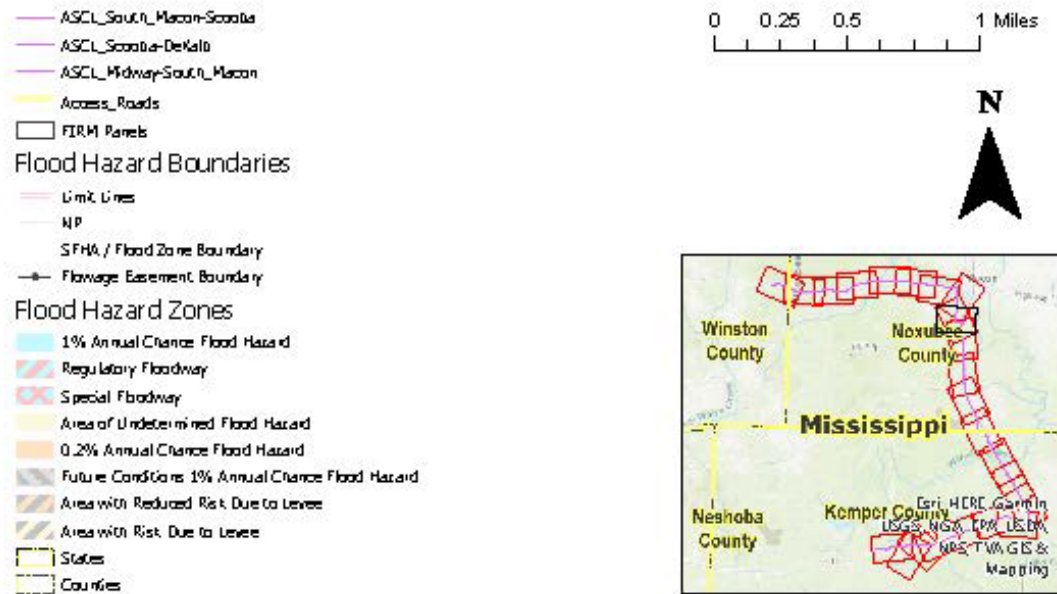 ASCL_South_Macon-Scooba
ASCL_Scooba-DeKalb
ASCL_Midway-South_Macon
Access_Roads
FIRM Panels
Flood Hazard Boundaries
Limit Lines
NP
SFHA / Flood Zone Boundary
Flowage Easement Boundary
Flood Hazard Zones
1% Annual Chance Flood Hazard
Regulatory Floodway
Special Floodway
Area of Undetermined Flood Hazard
0.2% Annual Chance Flood Hazard
Future Conditions 1% Annual Chance Flood Hazard
Area with Reduced Risk Due to Levee
Area with Risk Due to Levee
States
Counties
0 0.25 0.5 1 Miles
N
Winston
County
Noxubee
County
Mississippi
Neshoba
County
Kemper County
Esri, HERE, Garmin
USGS, NGA, EPA, USDA
NPS, TVA GIS &
Mapping